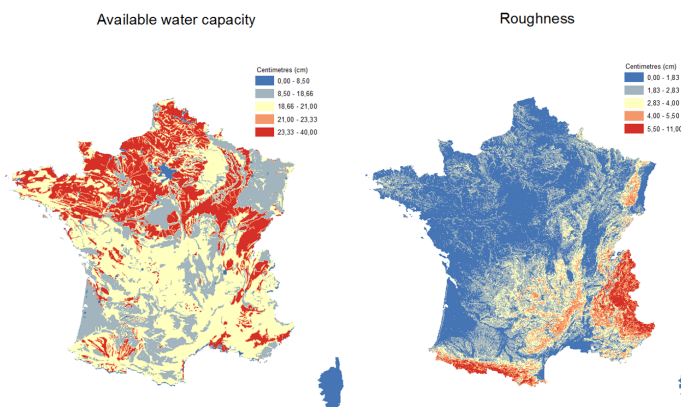 Available water capacity
Centimetres (cm)
0,00 - 8,50
8,50 - 18,66
18,66 - 21,00
21,00 - 23,33
23,33 - 40,00
Roughness
Centimetres (cm)
0,00 - 1,83
1,83 - 2,83
2,83 - 4,00
4,00 - 5,50
5,50 - 11,00